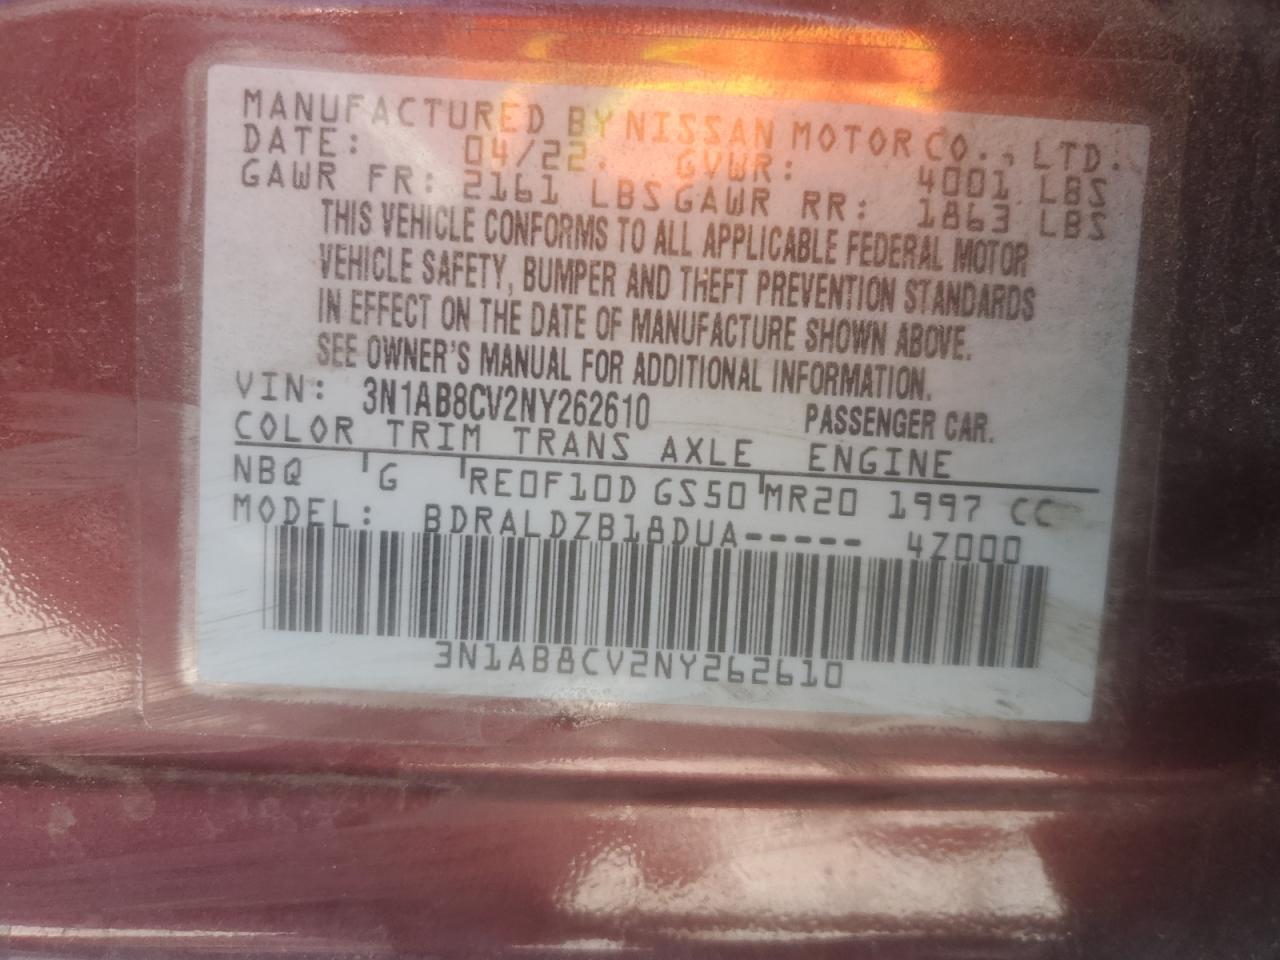 MANUFACTURED BY NISSAN MOTOR CO., LTD.
DATE: 04/22. GVWR: 4001 LBS
GAWR FR: 2161 LBS GAWR RR: 1863 LBS
THIS VEHICLE CONFORMS TO ALL APPLICABLE FEDERAL MOTOR
VEHICLE SAFETY, BUMPER AND THEFT PREVENTION STANDARDS
IN EFFECT ON THE DATE OF MANUFACTURE SHOWN ABOVE.
SEE OWNER'S MANUAL FOR ADDITIONAL INFORMATION.
VIN: 3N1AB8CV2NY262610 PASSENGER CAR.
COLOR TRIM TRANS AXLE ENGINE
NBQ G RE0F10D GS50 MR20 1997 CC
MODEL: BDRALDZB18DUA----- 4Z000
3N1AB8CV2NY262610